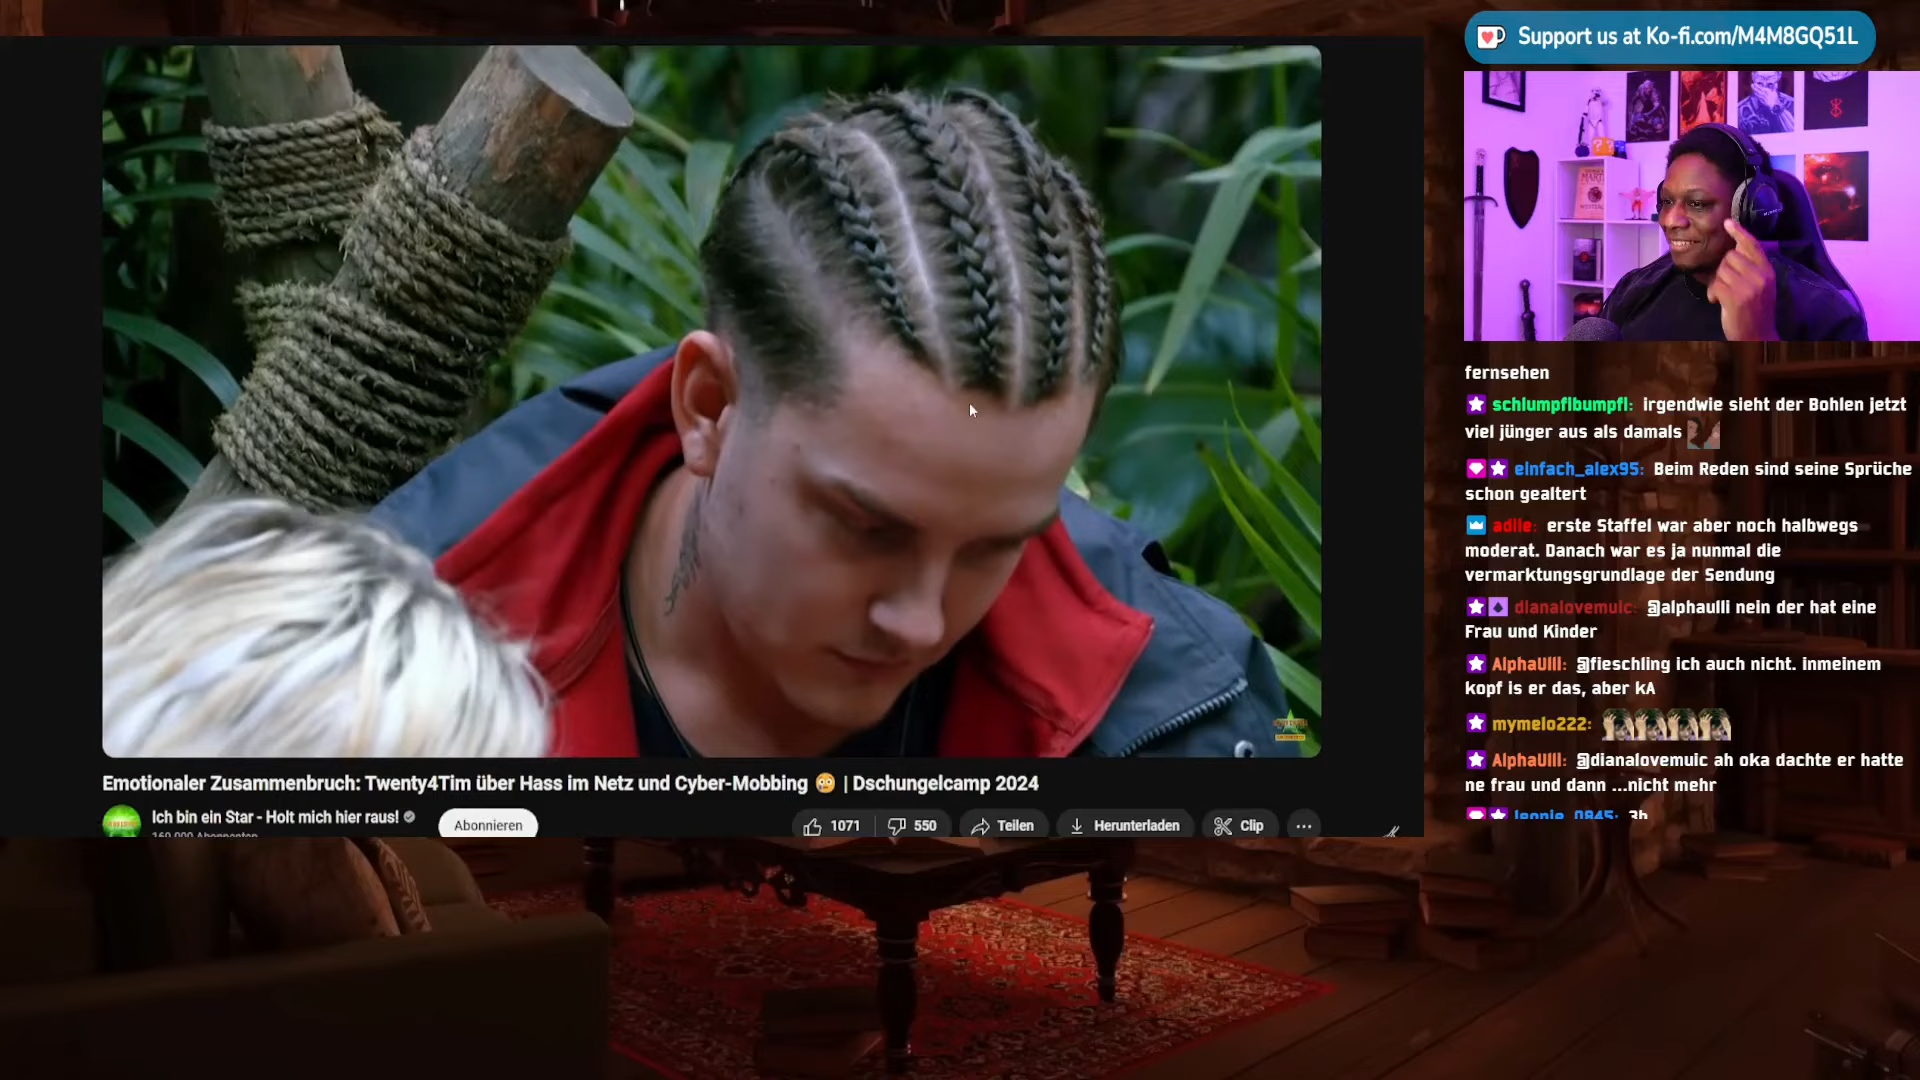 Support us at Ko-fi.com/M4M8GQ51L
fernsehen
schlumpflbumpfl: irgendwie sieht der Bohlen jetzt
viel jünger aus als damals
einfach_alex95: Beim Reden sind seine Sprüche
schon gealtert
adlle: erste Staffel war aber noch halbwegs
moderat. Danach war es ja nunmal die
vermarktungsgrundlage der Sendung
dianalovemuic: @alphaulli nein der hat eine
Frau und Kinder
AlphaUlli: @fieschling ich auch nicht. inmeinem
kopf is er das, aber kA
mymelo222:
AlphaUlli: @dianalovemuic ah oka dachte er hatte
ne frau und dann ...nicht mehr
leonie_0845: 3h
Emotionaler Zusammenbruch: Twenty4Tim über Hass im Netz und Cyber-Mobbing 😳 | Dschungelcamp 2024
Ich bin ein Star - Holt mich hier raus!
Abonnieren
1071
550
Teilen
Herunterladen
Clip